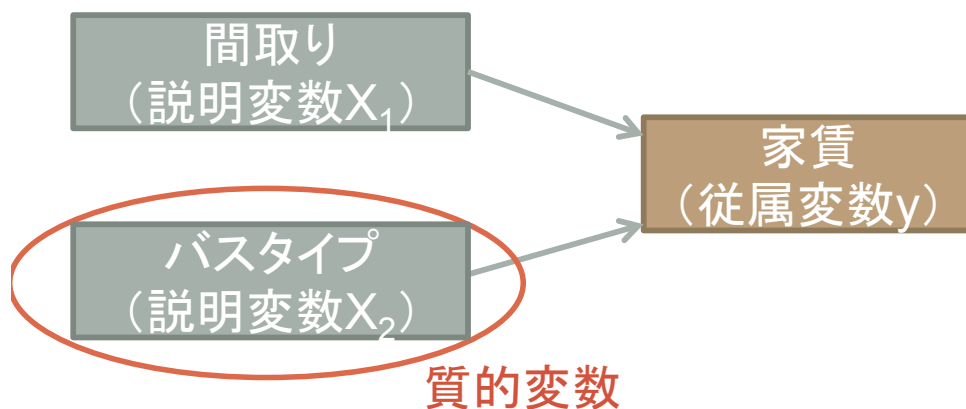 間取り
（説明変数X₁）
家賃
（従属変数y）
バスタイプ
（説明変数X₂）
質的変数